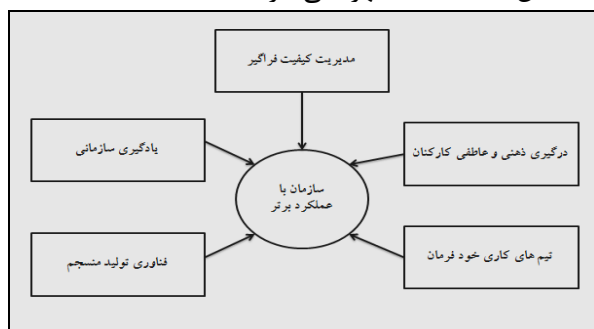 مدیریت کیفیت فراگیر
درگیری ذهنی و عاطفی کارکنان
یادگیری سازمانی
سازمان با
عملکرد برتر
تیم های کاری خود فرمان
فناوری تولید منسجم